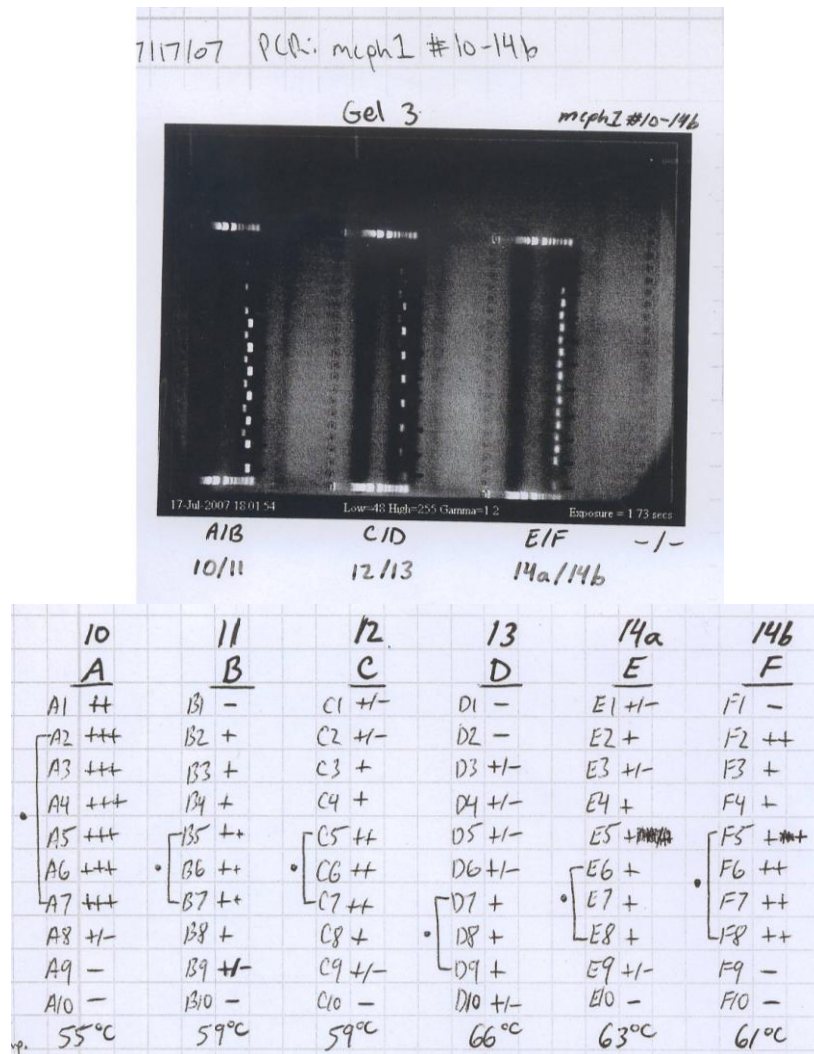 7/17/07 PCR: mcph1 #10-14b
Gel 3 mcph1 #10-14b
17-Jul-2007 18 01 54 Low=48 High=255 Gamma=1 2 Exposure = 1 73 secs
A/B C/D E/F -/-
10/11 12/13 14a/14b
10 11 12 13 14a 14b
A B C D E F
A1 ++ B1 - C1 +/- D1 - E1 +/- F1 -
A2 +++ B2 + C2 +/- D2 - E2 + F2 ++
A3 +++ B3 + C3 + D3 +/- E3 +/- F3 +
A4 +++ B4 + C4 + D4 +/- E4 + F4 +
A5 +++ B5 ++ C5 ++ D5 +/- E5 + F5 +
A6 +++ B6 ++ C6 ++ D6 +/- E6 + F6 ++
A7 +++ B7 ++ C7 ++ D7 + E7 + F7 ++
A8 +/- B8 + C8 + D8 + E8 + F8 ++
A9 - B9 +/- C9 +/- D9 + E9 +/- F9 -
A10 - B10 - C10 - D10 +/- E10 - F10 -
55°C 59°C 59°C 66°C 63°C 61°C